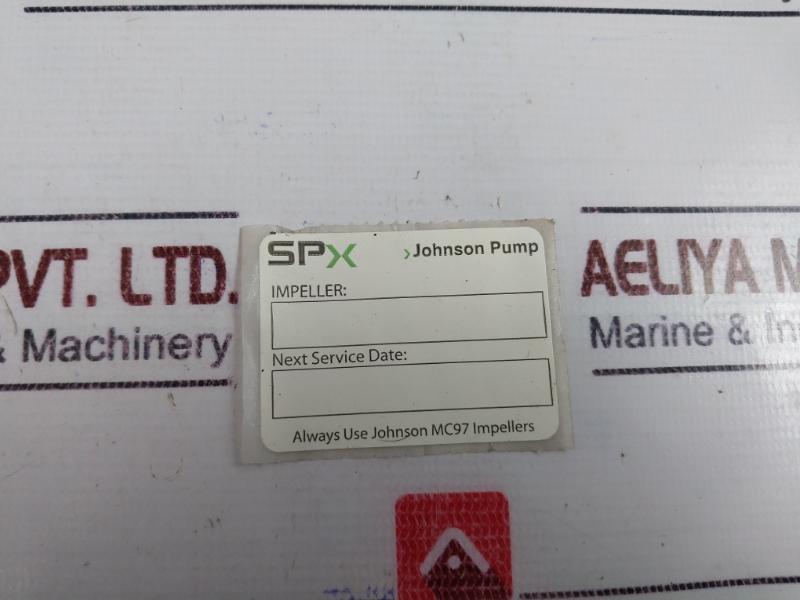 PVT. LTD.
& Machinery
SPX
›Johnson Pump
IMPELLER:
Next Service Date:
Always Use Johnson MC97 Impellers
AELIYA M
Marine & In